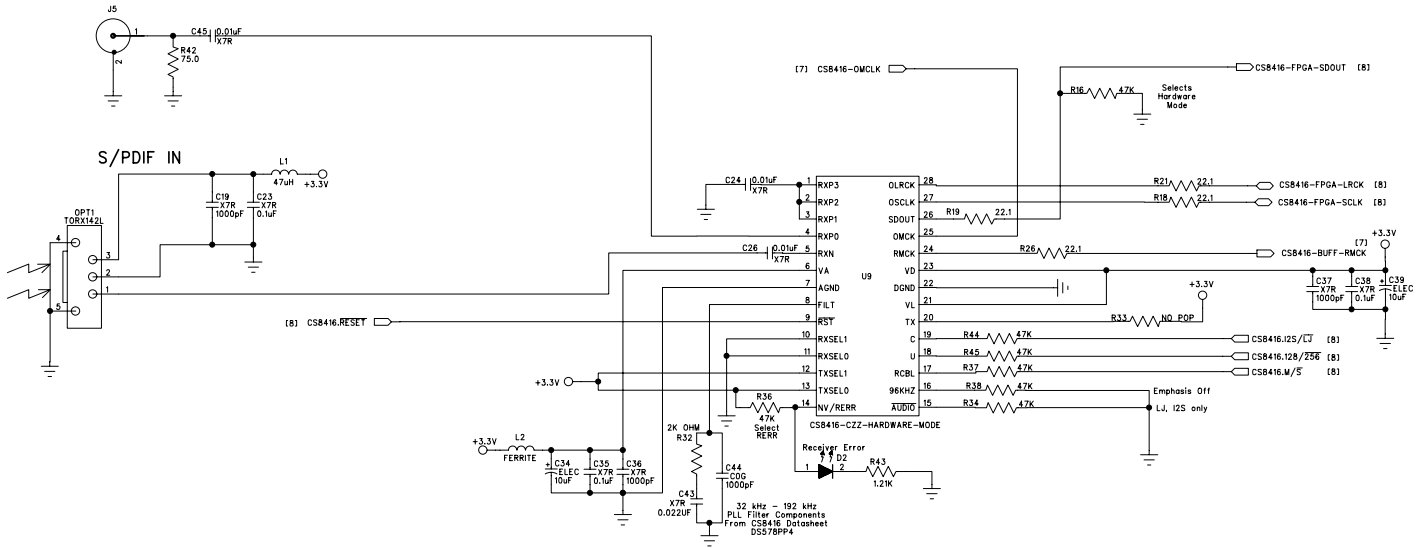 J5
1
2
R42
75.0
C45
0.01uF
X7R
[7] CS8416-OMCLK
CS8416-FPGA-SDOUT [8]
R16
47K
Selects
Hardware
Mode
S/PDIF IN
L1
47uH
+3.3V
C19
X7R
1000pF
C23
X7R
0.1uF
OPT1
TORX142L
4
3
2
1
5
C24
0.01uF
X7R
C26
0.01uF
X7R
[8] CS8416.RESET
1 RXP3
2 RXP2
3 RXP1
4 RXP0
5 RXN
6 VA
7 AGND
8 FILT
9 RST
10 RXSEL1
11 RXSEL0
12 TXSEL1
13 TXSEL0
14 NV/RERR
U9
OLRCK 28
OSCLK 27
SDOUT 26
OMCK 25
RMCK 24
VD 23
DGND 22
VL 21
TX 20
C 19
U 18
RCBL 17
96KHZ 16
AUDIO 15
CS8416-CZZ-HARDWARE-MODE
R21
22.1
CS8416-FPGA-LRCK [8]
R18
22.1
CS8416-FPGA-SCLK [8]
R19
22.1
R26
22.1
[7]
CS8416-BUFF-RMCK
+3.3V
C37
X7R
1000pF
C38
X7R
0.1uF
C39
+
ELEC
10uF
+3.3V
R33
NO POP
R44
47K
CS8416.I2S/LJ [8]
R45
47K
CS8416.128/256 [8]
R37
47K
CS8416.M/S [8]
R38
47K
Emphasis Off
R34
47K
LJ, I2S only
+3.3V
R36
47K
Select
RERR
Receiver Error
D2
1
2
R43
1.21K
+3.3V
L2
FERRITE
C34
+
ELEC
10uF
C35
X7R
0.1uF
C36
X7R
1000pF
2K OHM
R32
C43
X7R
0.022UF
C44
COG
1000pF
32 kHz - 192 kHz
PLL Filter Components
From CS8416 Datasheet
DS578PP4